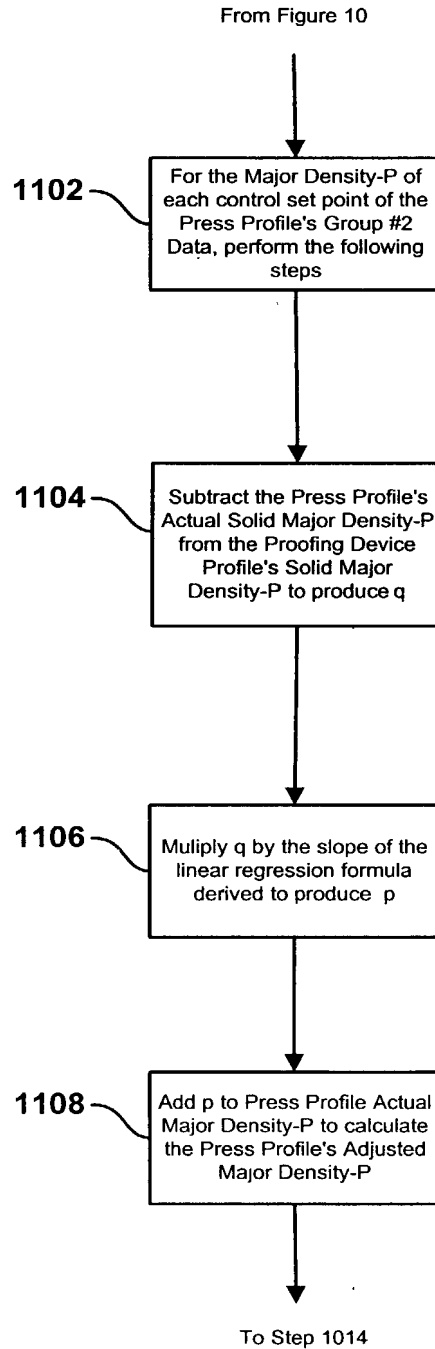 From Figure 10
1102
For the Major Density-P of
each control set point of the
Press Profile's Group #2
Data, perform the following
steps
1104
Subtract the Press Profile's
Actual Solid Major Density-P
from the Proofing Device
Profile's Solid Major
Density-P to produce q
1106
Muliply q by the slope of the
linear regression formula
derived to produce p
1108
Add p to Press Profile Actual
Major Density-P to calculate
the Press Profile's Adjusted
Major Density-P
To Step 1014